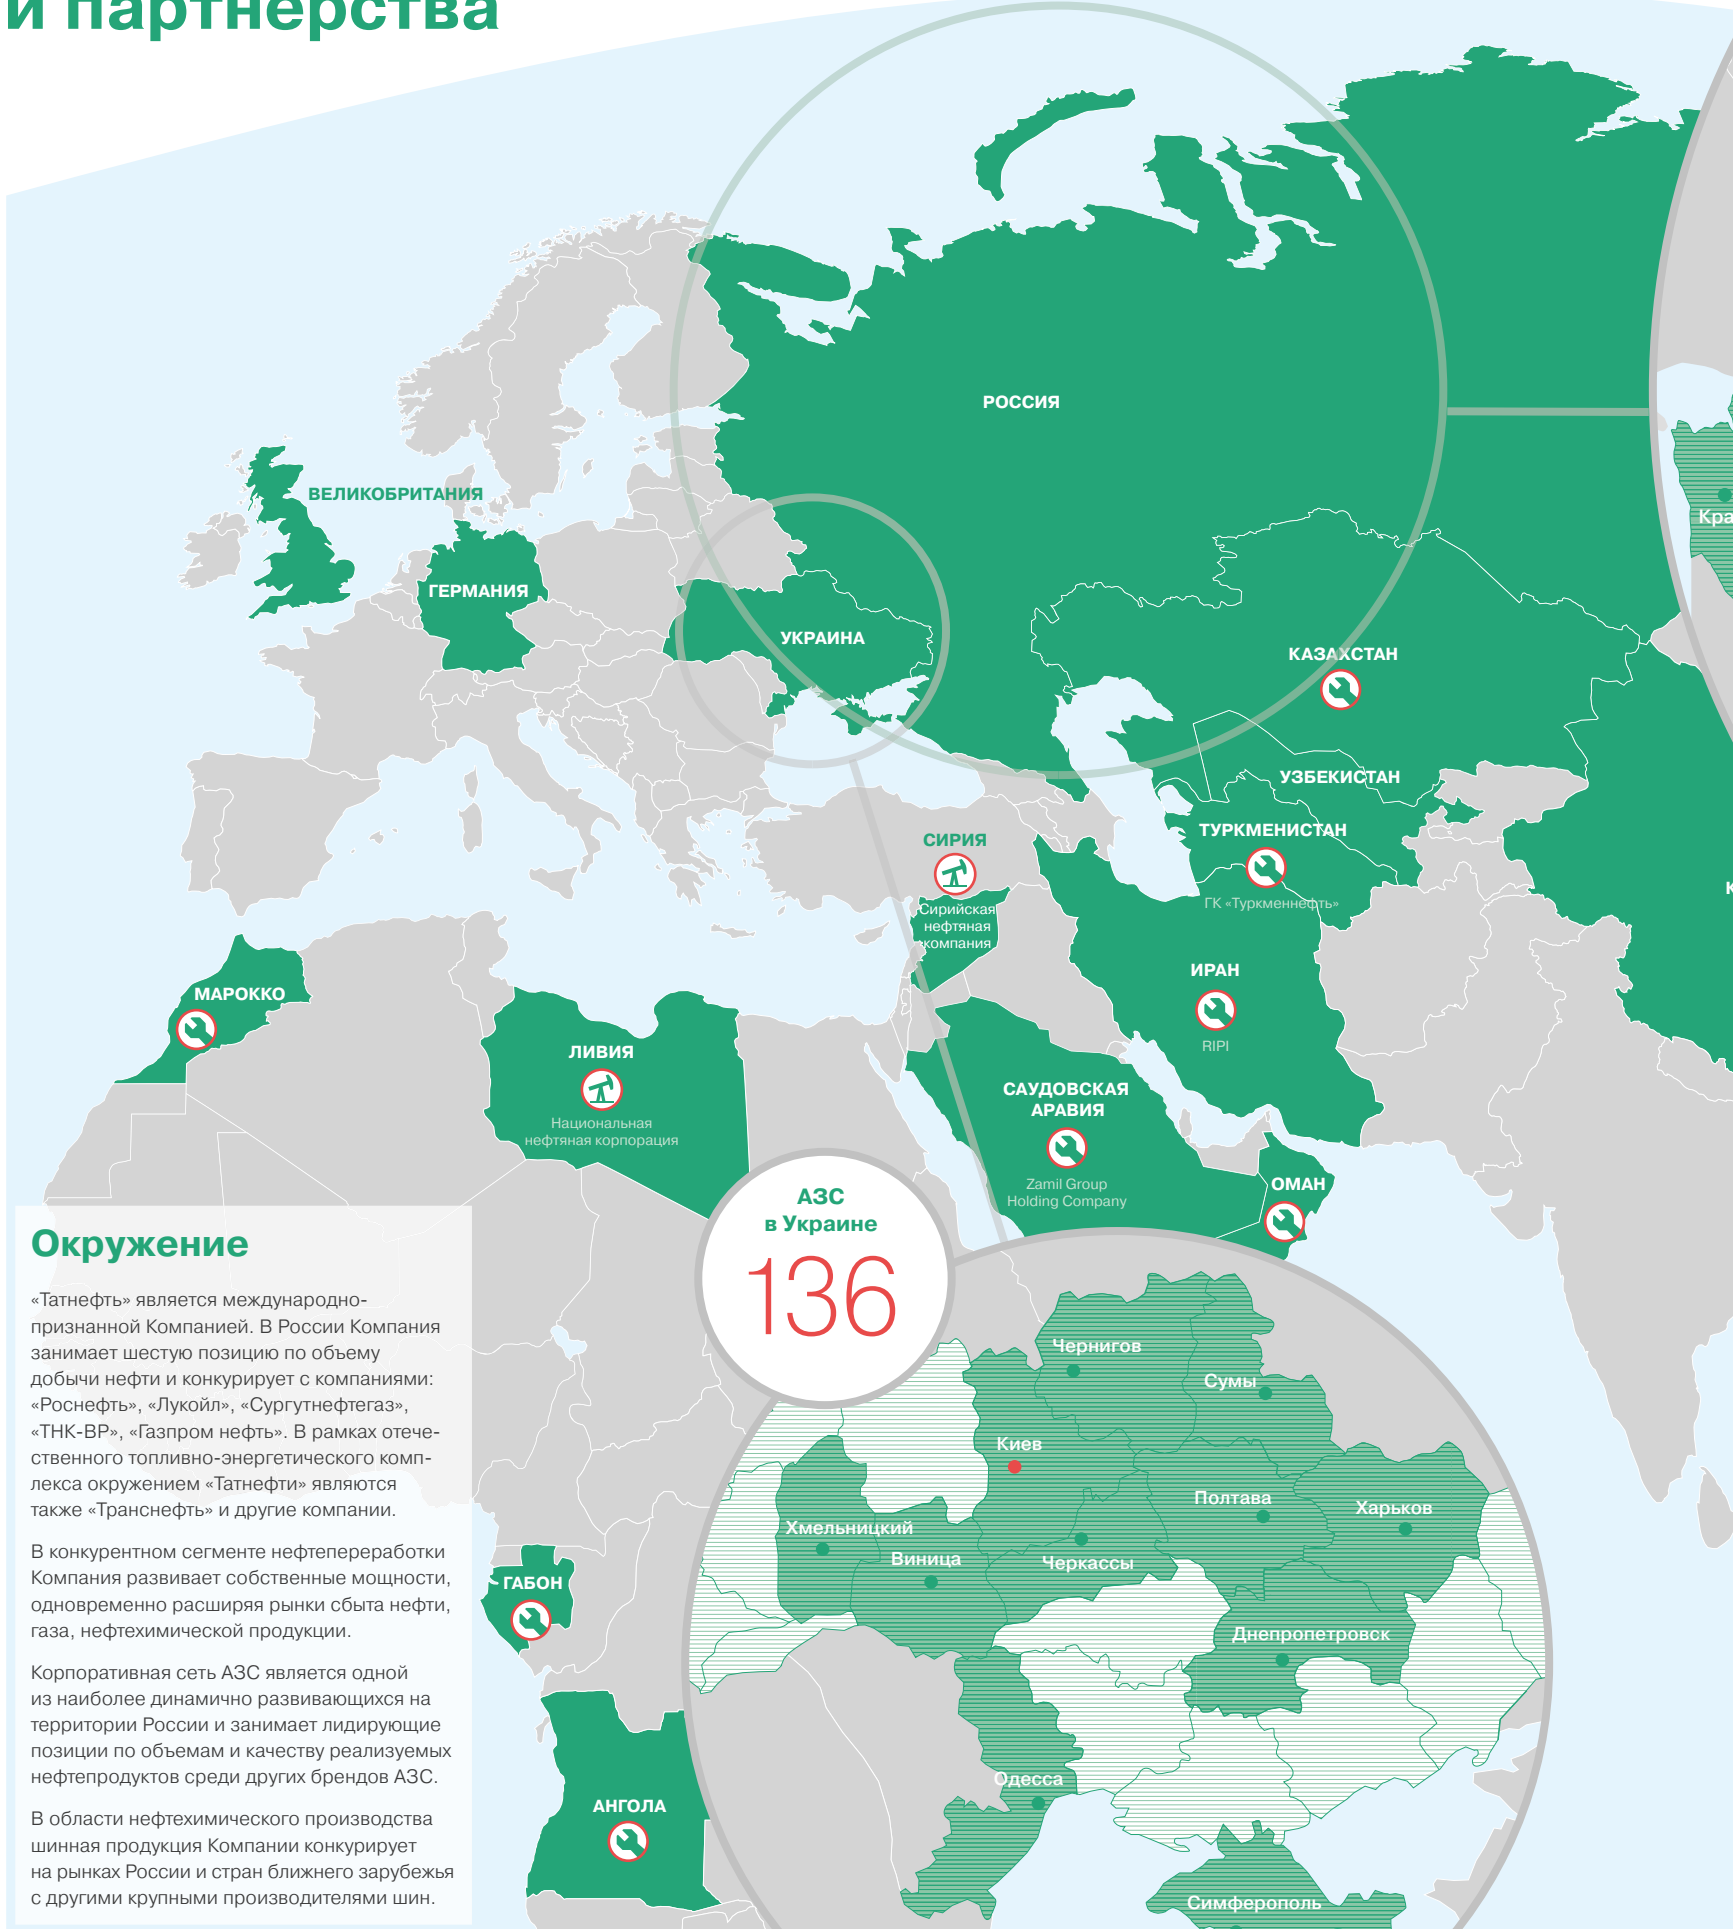 и партнерства
РОССИЯ
ВЕЛИКОБРИТАНИЯ
Кра
ГЕРМАНИЯ
УКРАИНА
КАЗАХСТАН
УЗБЕКИСТАН
ТУРКМЕНИСТАН
ГК «Туркменнефть»
СИРИЯ
Сирийская
нефтяная
компания
К
ИРАН
RIPI
МАРОККО
ЛИВИЯ
Национальная
нефтяная корпорация
САУДОВСКАЯ
АРАВИЯ
Zamil Group
Holding Company
ОМАН
АЗС
в Украине
136
Окружение
«Татнефть» является международно-
признанной Компанией. В России Компания
занимает шестую позицию по объему
добычи нефти и конкурирует с компаниями:
«Роснефть», «Лукойл», «Сургутнефтегаз»,
«ТНК-ВР», «Газпром нефть». В рамках отече-
ственного топливно-энергетического комп-
лекса окружением «Татнефти» являются
также «Транснефть» и другие компании.
В конкурентном сегменте нефтепереработки
Компания развивает собственные мощности,
одновременно расширяя рынки сбыта нефти,
газа, нефтехимической продукции.
Корпоративная сеть АЗС является одной
из наиболее динамично развивающихся на
территории России и занимает лидирующие
позиции по объемам и качеству реализуемых
нефтепродуктов среди других брендов АЗС.
В области нефтехимического производства
шинная продукция Компании конкурирует
на рынках России и стран ближнего зарубежья
с другими крупными производителями шин.
ГАБОН
АНГОЛА
Чернигов
Сумы
Киев
Полтава
Харьков
Хмельницкий
Виница
Черкассы
Днепропетровск
Одесса
Симферополь